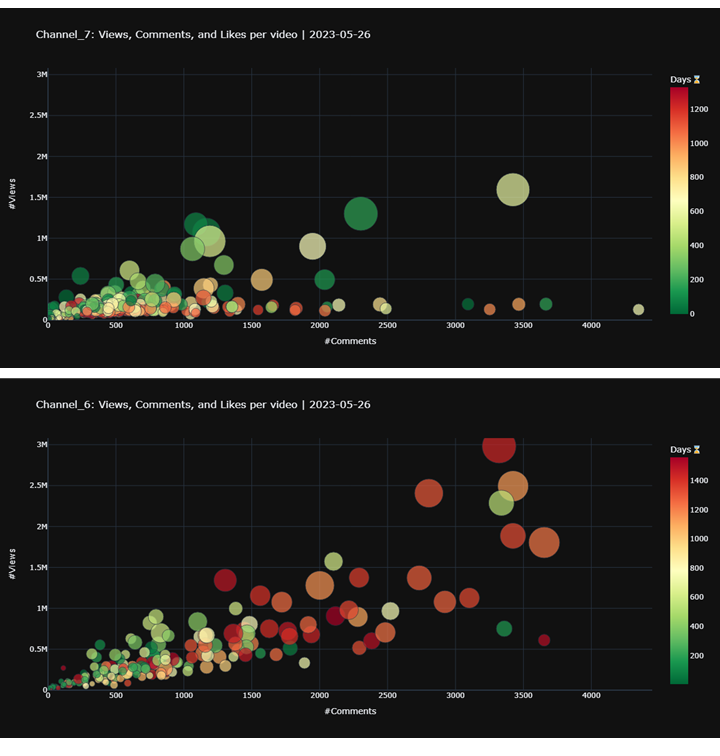 Channel_7: Views, Comments, and Likes per video | 2023-05-26
Days⌛
3M
2.5M
2M
1.5M
1M
0.5M
0
#Views
1200
1000
800
600
400
200
0
0 500 1000 1500 2000 2500 3000 3500 4000
#Comments
Channel_6: Views, Comments, and Likes per video | 2023-05-26
Days⌛
3M
2.5M
2M
1.5M
1M
0.5M
0
#Views
1400
1200
1000
800
600
400
200
0 500 1000 1500 2000 2500 3000 3500 4000
#Comments